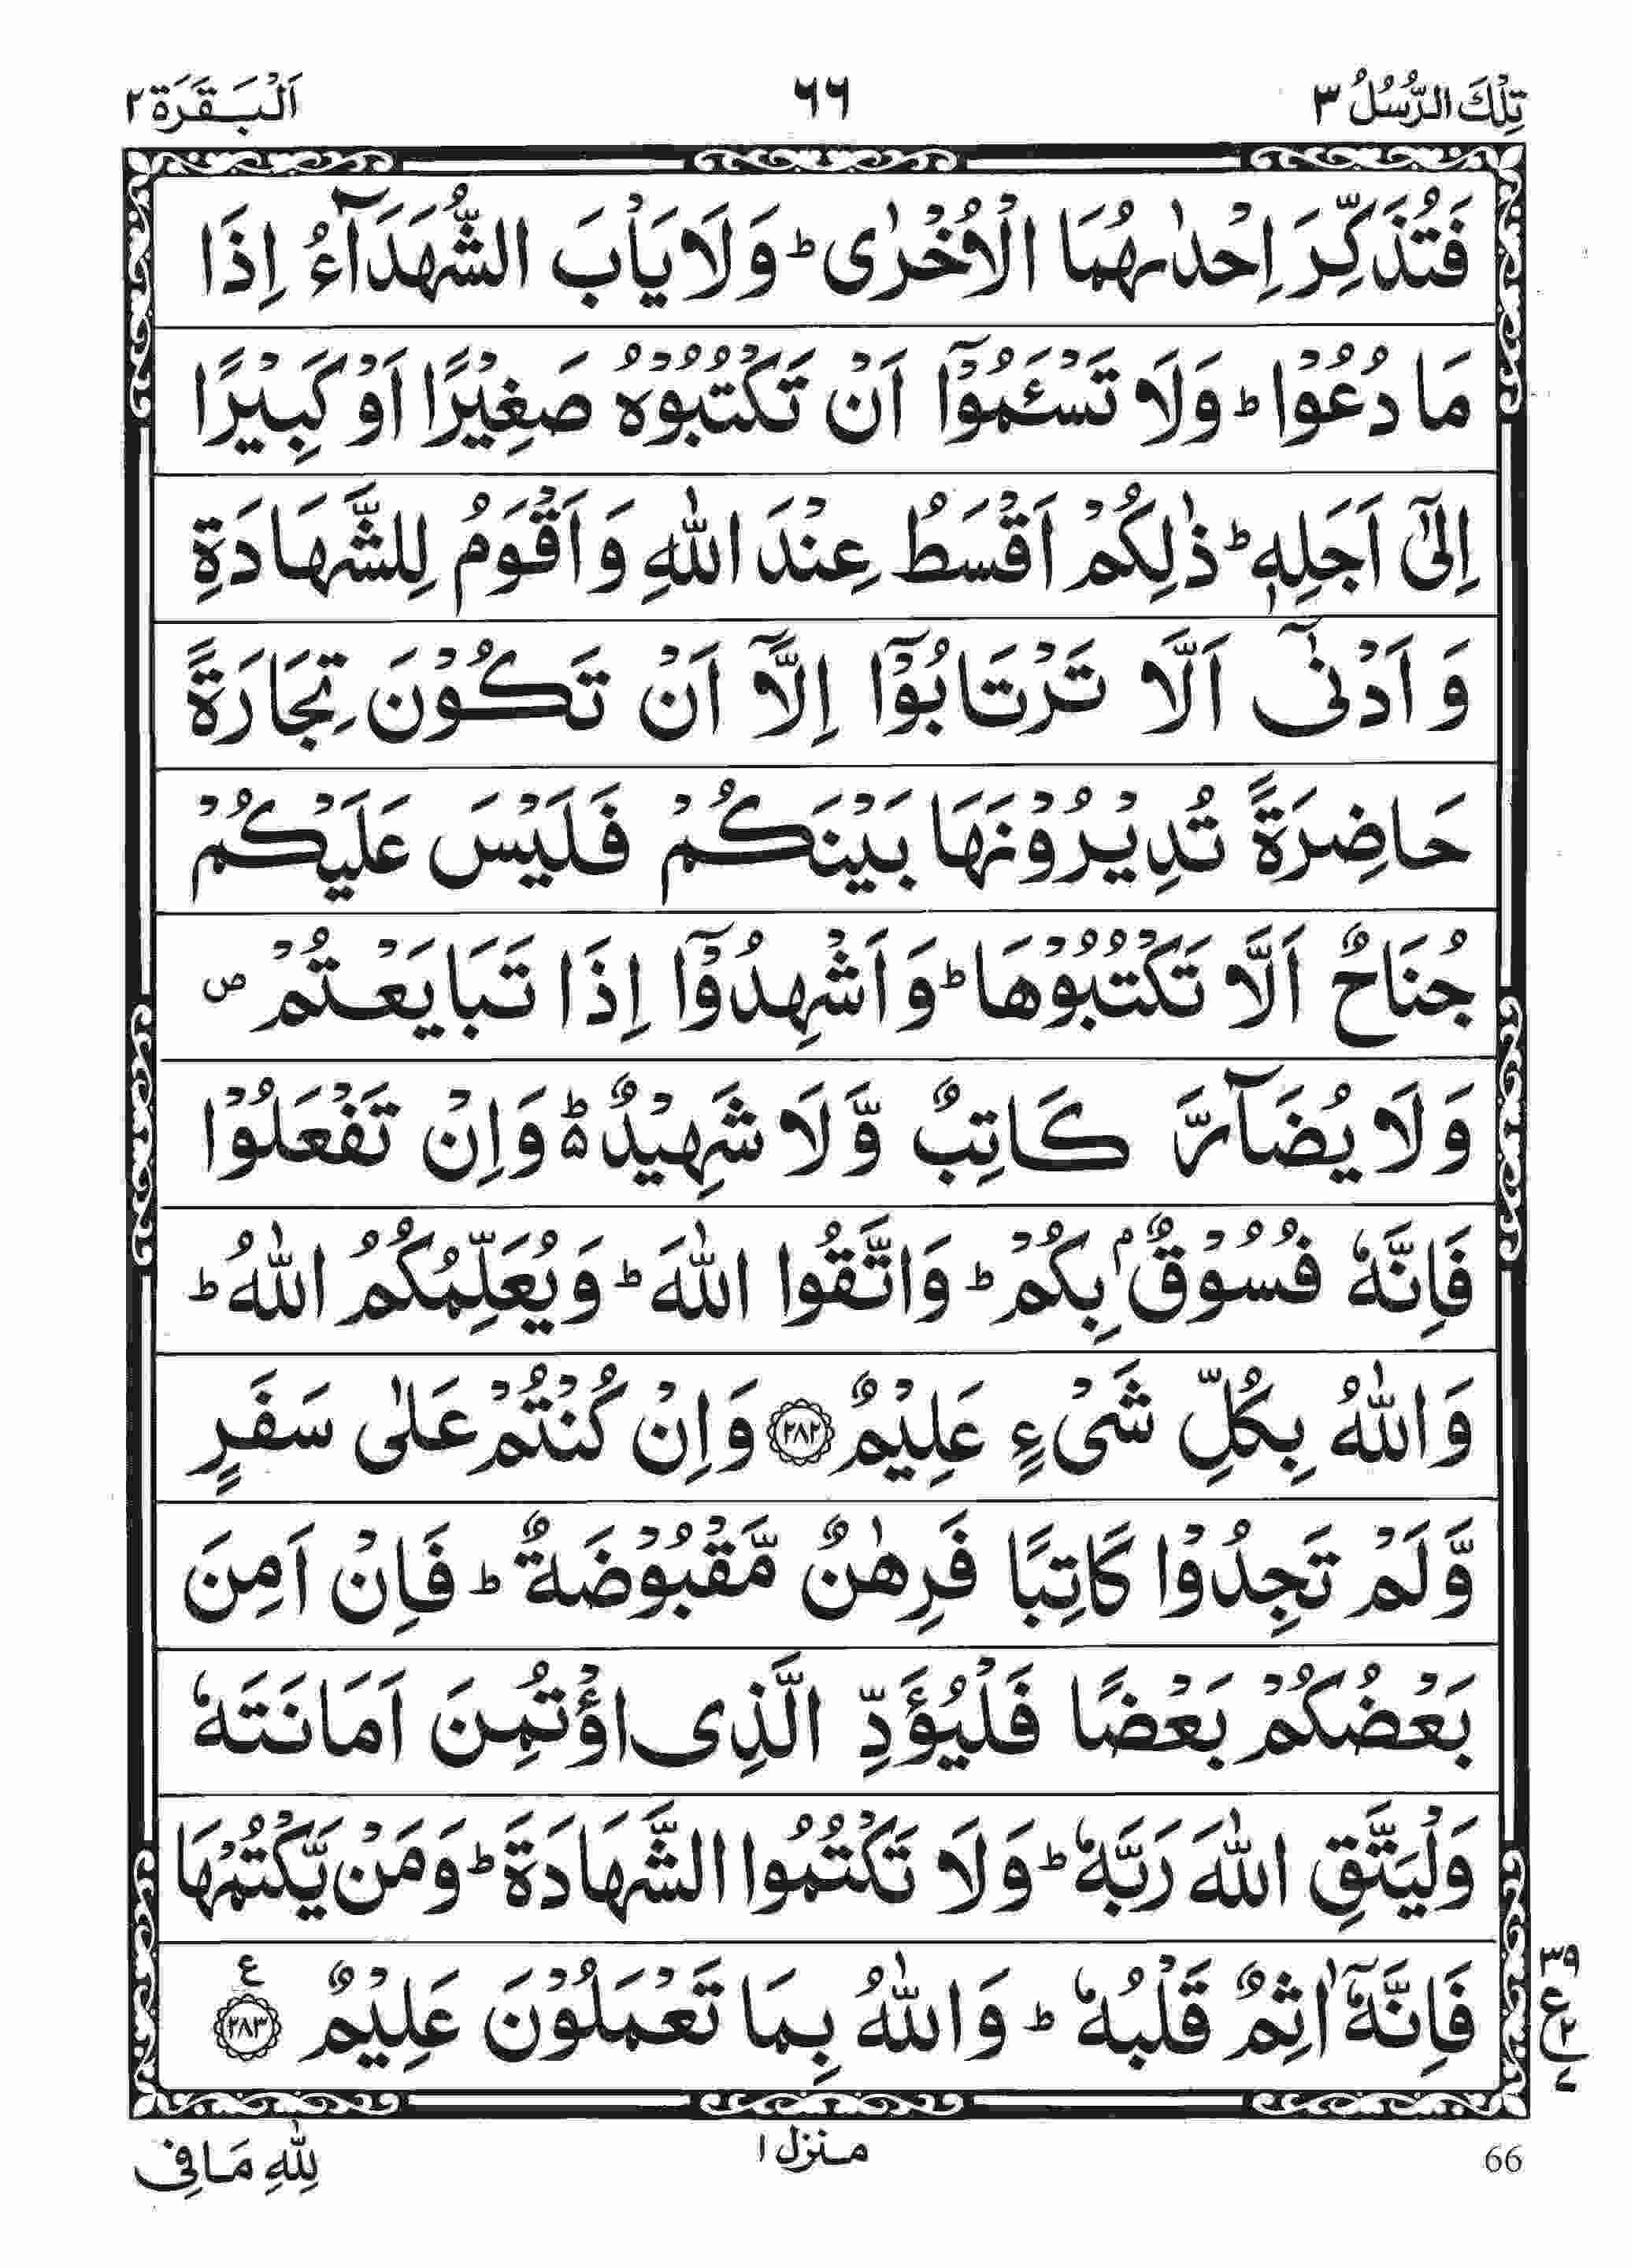 تِلْكَ الرُّسُلُ ٣
٦٦
اَلْبَقَرَة ٢
فَتُذَكِّرَ اِحْدٰىهُمَا الْاُخْرٰى ؕ وَلَا يَاْبَ الشُّهَدَآءُ اِذَا
مَا دُعُوْا ؕ وَلَا تَسْـَٔمُوْۤا اَنْ تَكْتُبُوْهُ صَغِيْرًا اَوْ كَبِيْرًا
اِلٰٓى اَجَلِهٖ ؕ ذٰلِكُمْ اَقْسَطُ عِنْدَ اللّٰهِ وَ اَقْوَمُ لِلشَّهَادَةِ
وَ اَدْنٰٓى اَلَّا تَرْتَابُوْۤا اِلَّاۤ اَنْ تَكُوْنَ تِجَارَةً
حَاضِرَةً تُدِيْرُوْنَهَا بَيْنَكُمْ فَلَيْسَ عَلَيْكُمْ
جُنَاحٌ اَلَّا تَكْتُبُوْهَا ؕ وَ اَشْهِدُوْۤا اِذَا تَبَايَعْتُمْ ص
وَلَا يُضَآرَّ كَاتِبٌ وَّلَا شَهِيْدٌ ؕ۬ وَاِنْ تَفْعَلُوْا
فَاِنَّهٗ فُسُوْقٌۢ بِكُمْ ؕ وَاتَّقُوا اللّٰهَ ؕ وَيُعَلِّمُكُمُ اللّٰهُ ؕ
وَاللّٰهُ بِكُلِّ شَىْءٍ عَلِيْمٌ ﴿٢٨٢﴾ وَاِنْ كُنْتُمْ عَلٰى سَفَرٍ
وَّلَمْ تَجِدُوْا كَاتِبًا فَرِهٰنٌ مَّقْبُوْضَةٌ ؕ فَاِنْ اَمِنَ
بَعْضُكُمْ بَعْضًا فَلْيُؤَدِّ الَّذِى اؤْتُمِنَ اَمَانَتَهٗ
وَلْيَتَّقِ اللّٰهَ رَبَّهٗ ؕ وَلَا تَكْتُمُوا الشَّهَادَةَ ؕ وَمَنْ يَّكْتُمْهَا
فَاِنَّهٗۤ اٰثِمٌ قَلْبُهٗ ؕ وَاللّٰهُ بِمَا تَعْمَلُوْنَ عَلِيْمٌ ﴿٢٨٣﴾ ع
٣٩
ع
٢
٧
لِلّٰهِ مَا فِى
منزل ١
66